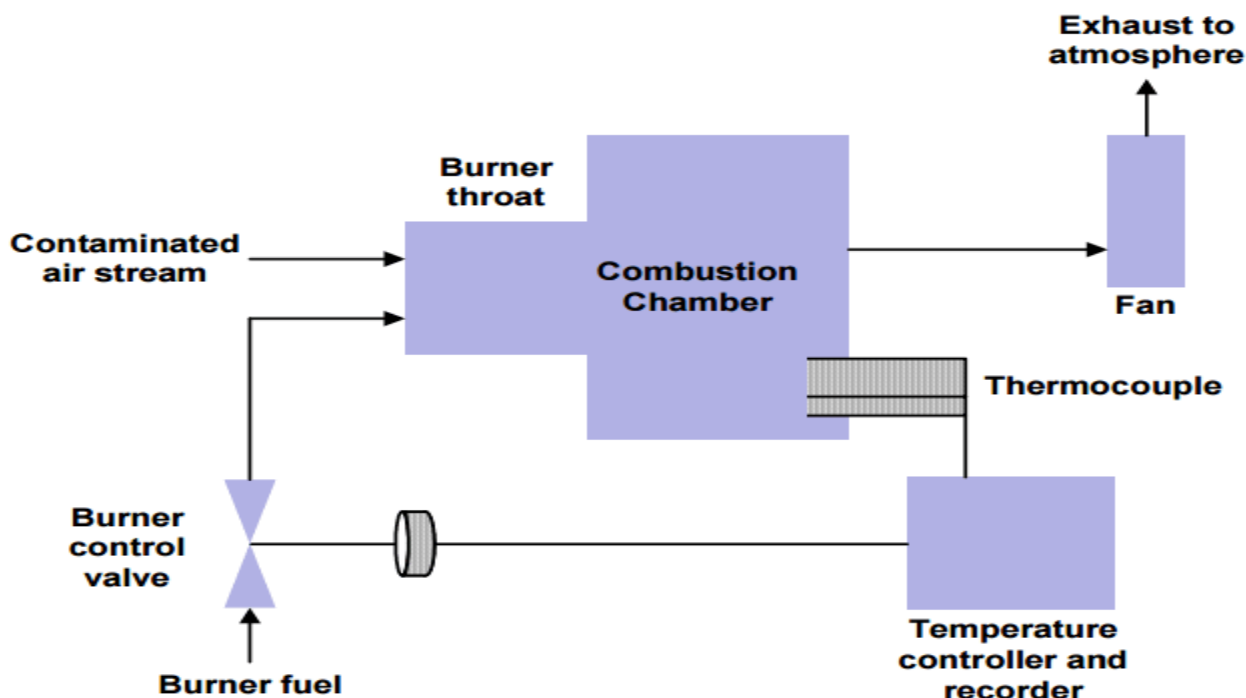 Exhaust to
atmosphere
Burner
throat
Contaminated
air stream
Combustion
Chamber
Fan
Thermocouple
Burner
control
valve
Temperature
controller and
recorder
Burner fuel